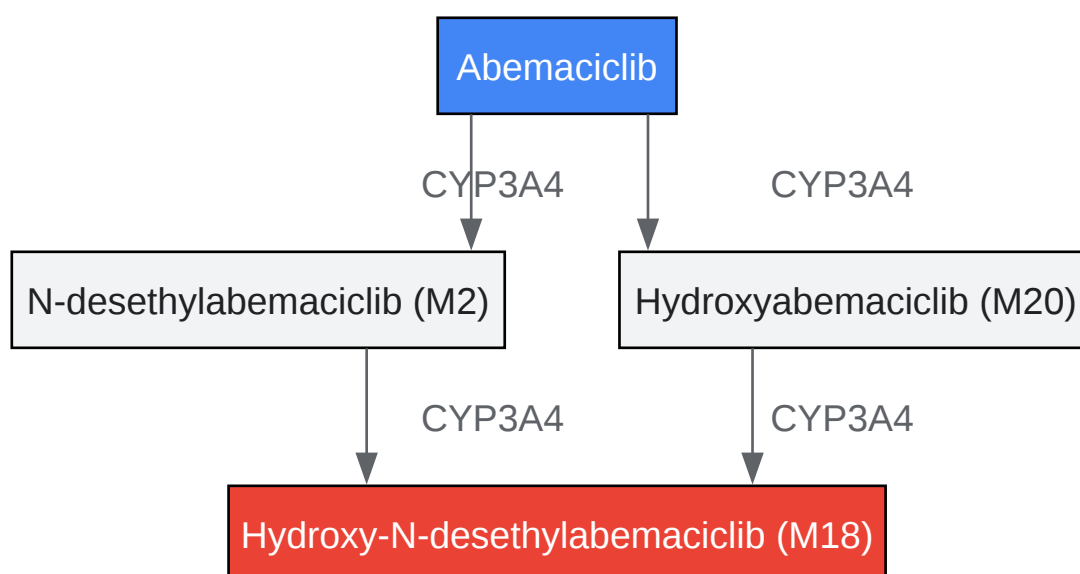 Abemaciclib
CYP3A4
CYP3A4
N-desethylabemaciclib (M2)
Hydroxyabemaciclib (M20)
CYP3A4
CYP3A4
Hydroxy-N-desethylabemaciclib (M18)